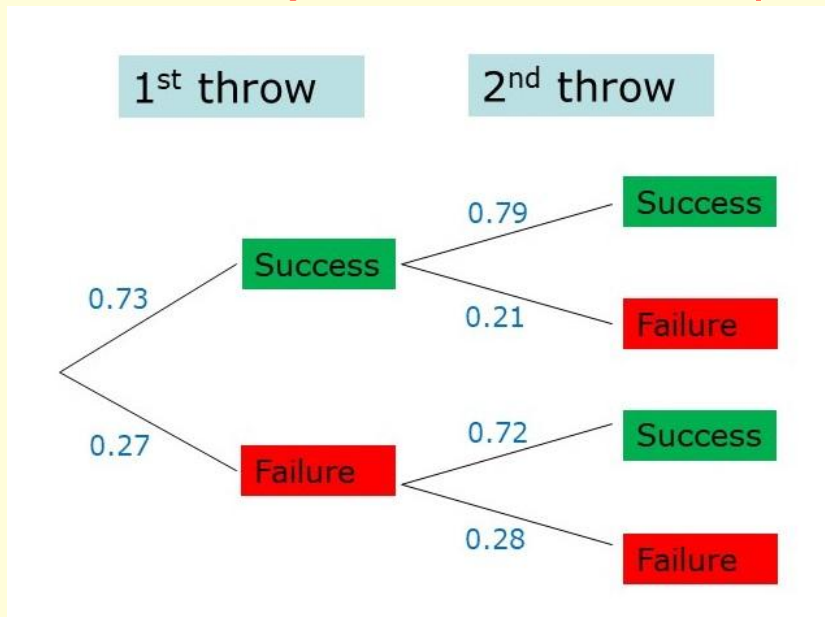 1st throw
2nd throw
0.79
Success
Success
0.73
0.21
Failure
0.27
0.72
Success
Failure
0.28
Failure